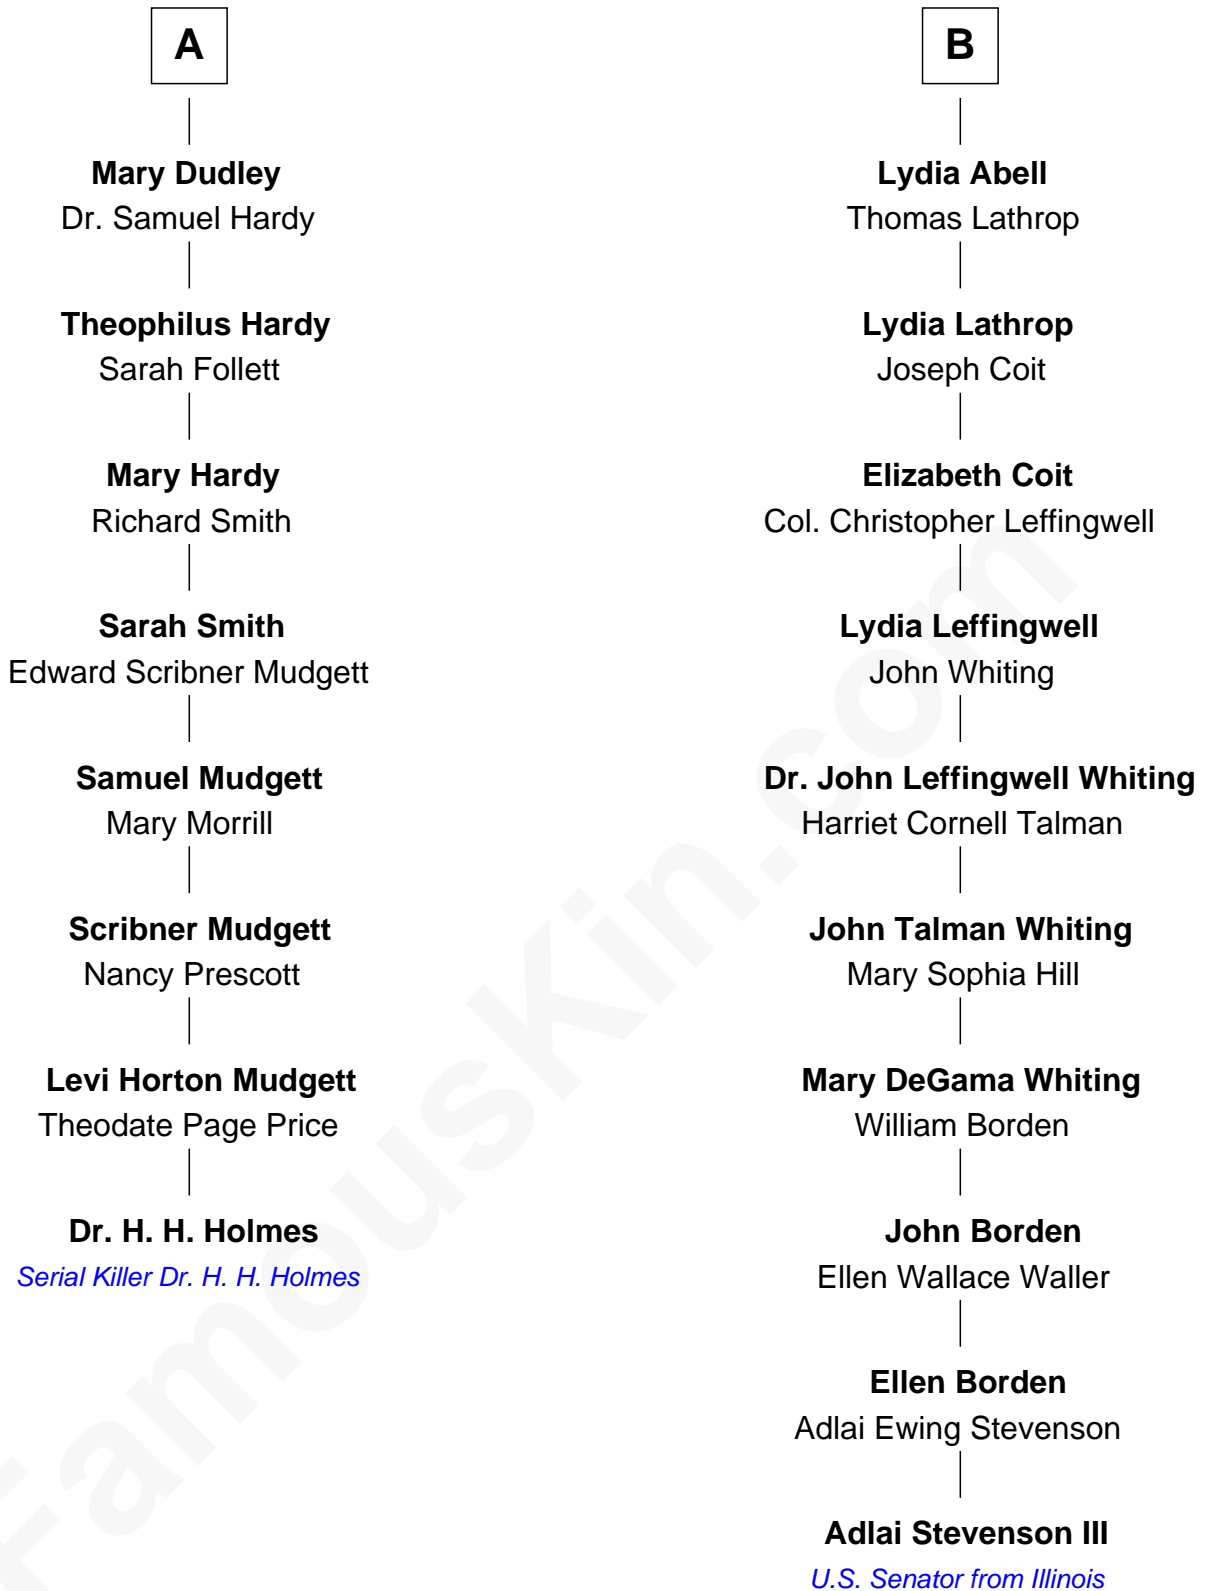 A
Mary Dudley
Dr. Samuel Hardy
Theophilus Hardy
Sarah Follett
Mary Hardy
Richard Smith
Sarah Smith
Edward Scribner Mudgett
Samuel Mudgett
Mary Morrill
Scribner Mudgett
Nancy Prescott
Levi Horton Mudgett
Theodate Page Price
Dr. H. H. Holmes
Serial Killer Dr. H. H. Holmes
B
Lydia Abell
Thomas Lathrop
Lydia Lathrop
Joseph Coit
Elizabeth Coit
Col. Christopher Leffingwell
Lydia Leffingwell
John Whiting
Dr. John Leffingwell Whiting
Harriet Cornell Talman
John Talman Whiting
Mary Sophia Hill
Mary DeGama Whiting
William Borden
John Borden
Ellen Wallace Waller
Ellen Borden
Adlai Ewing Stevenson
Adlai Stevenson III
U.S. Senator from Illinois
FamousKin.com